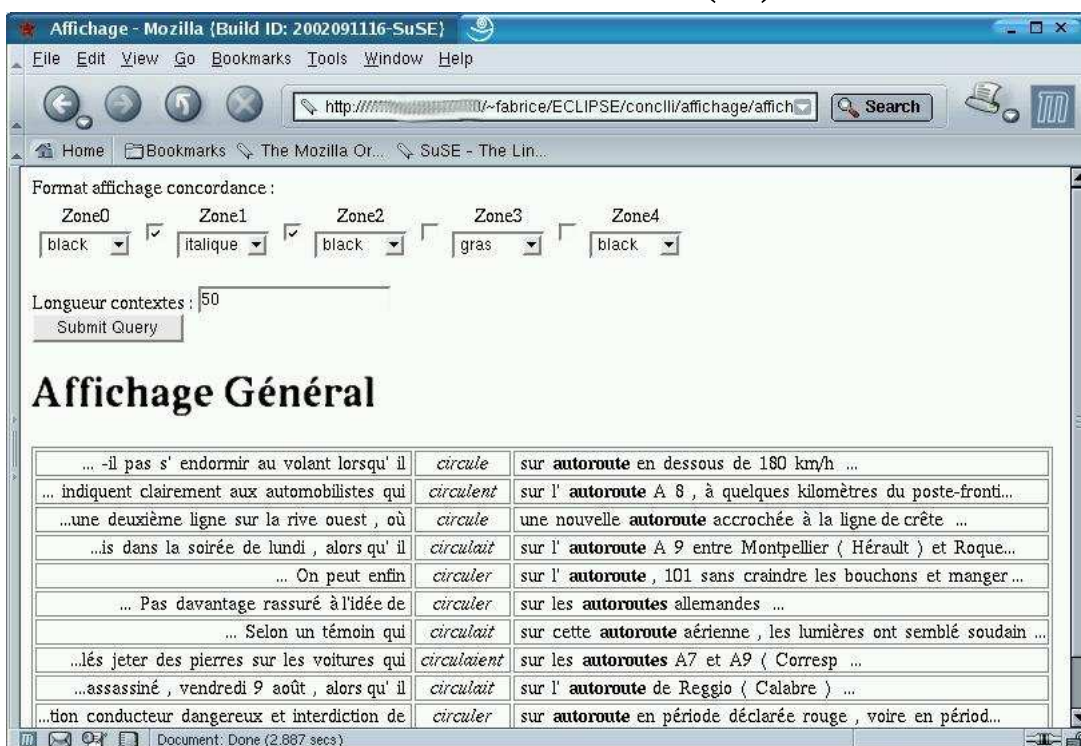 Affichage - Mozilla {Build ID: 2002091116-SuSE}
File Edit View Go Bookmarks Tools Window Help
http:// /~fabrice/ECLIPSE/conclli/affichage/affich Search
Home Bookmarks The Mozilla Or... SuSE - The Lin...
Format affichage concordance :
Zone0 Zone1 Zone2 Zone3 Zone4
black italique black gras black
Longueur contextes : 50
Submit Query
Affichage Général
... -il pas s' endormir au volant lorsqu' il circule sur autoroute en dessous de 180 km/h ...
... indiquent clairement aux automobilistes qui circulent sur l' autoroute A 8 , à quelques kilomètres du poste-fronti...
...une deuxième ligne sur la rive ouest , où circule une nouvelle autoroute accrochée à la ligne de crête ...
...is dans la soirée de lundi , alors qu' il circulait sur l' autoroute A 9 entre Montpellier ( Hérault ) et Roque...
... On peut enfin circuler sur l' autoroute , 101 sans craindre les bouchons et manger ...
... Pas davantage rassuré à l'idée de circuler sur les autoroutes allemandes ...
... Selon un témoin qui circulait sur cette autoroute aérienne , les lumières ont semblé soudain ...
...lés jeter des pierres sur les voitures qui circulaient sur les autoroutes A7 et A9 ( Corresp ...
...assassiné , vendredi 9 août , alors qu' il circulait sur l' autoroute de Reggio ( Calabre ) ...
...tion conducteur dangereux et interdiction de circuler sur autoroute en période déclarée rouge , voire en périod...
Document: Done (2.887 secs)